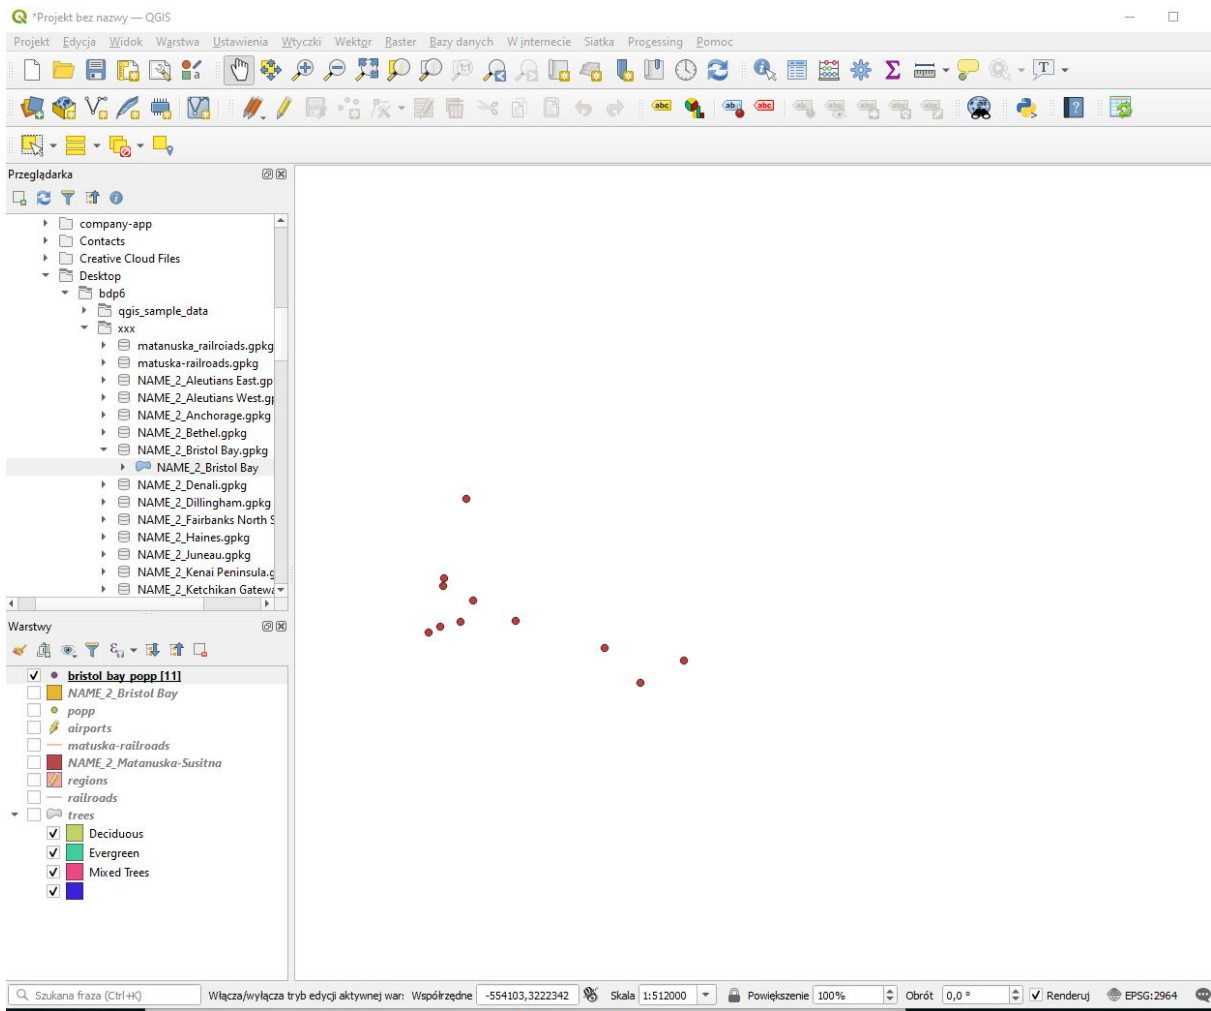 *Projekt bez nazwy — QGIS
Projekt Edycja Widok Warstwa Ustawienia Wtyczki Wektor Raster Bazy danych W internecie Siatka Processing Pomoc
Przeglądarka
company-app
Contacts
Creative Cloud Files
Desktop
bdp6
qgis_sample_data
xxx
matanuska_railroiads.gpkg
matuska-railroads.gpkg
NAME_2_Aleutians East.gp
NAME_2_Aleutians West.gp
NAME_2_Anchorage.gpkg
NAME_2_Bethel.gpkg
NAME_2_Bristol Bay.gpkg
NAME_2_Bristol Bay
NAME_2_Denali.gpkg
NAME_2_Dillingham.gpkg
NAME_2_Fairbanks North S
NAME_2_Haines.gpkg
NAME_2_Juneau.gpkg
NAME_2_Kenai Peninsula.g
NAME_2_Ketchikan Gatewa
Warstwy
bristol bay popp [11]
NAME_2_Bristol Bay
popp
airports
matuska-railroads
NAME_2_Matanuska-Susitna
regions
railroads
trees
Deciduous
Evergreen
Mixed Trees
Szukana fraza (Ctrl+K) Włącza/wyłącza tryb edycji aktywnej wars Współrzędne -554103,3222342 Skala 1:512000 Powiększenie 100% Obrót 0,0 ° Renderuj EPSG:2964